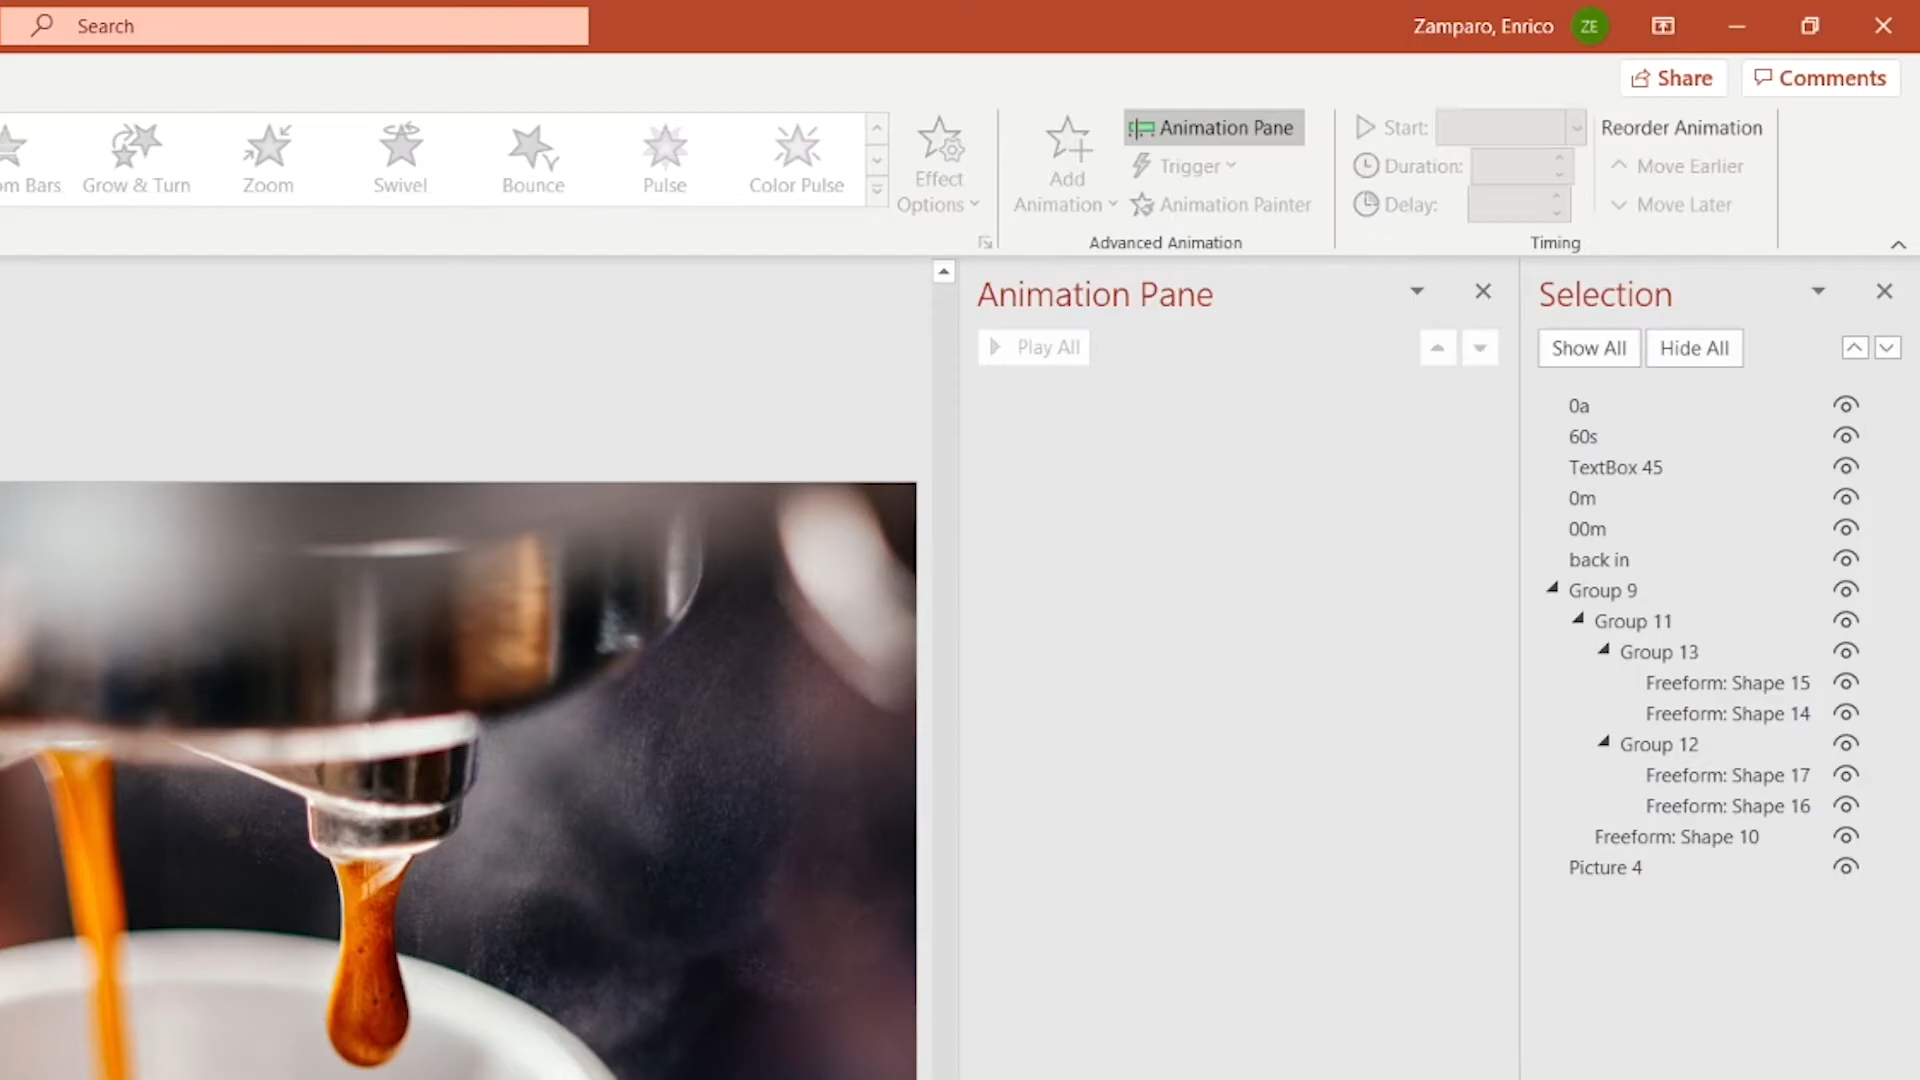 Search
Zamparo, Enrico
ZE
Share
Comments
om Bars
Grow & Turn
Zoom
Swivel
Bounce
Pulse
Color Pulse
Effect
Options
Add
Animation
Animation Pane
Trigger
Animation Painter
Advanced Animation
Start:
Duration:
Delay:
Reorder Animation
Move Earlier
Move Later
Timing
Animation Pane
Play All
Selection
Show All
Hide All
0a
60s
TextBox 45
0m
00m
back in
Group 9
Group 11
Group 13
Freeform: Shape 15
Freeform: Shape 14
Group 12
Freeform: Shape 17
Freeform: Shape 16
Freeform: Shape 10
Picture 4